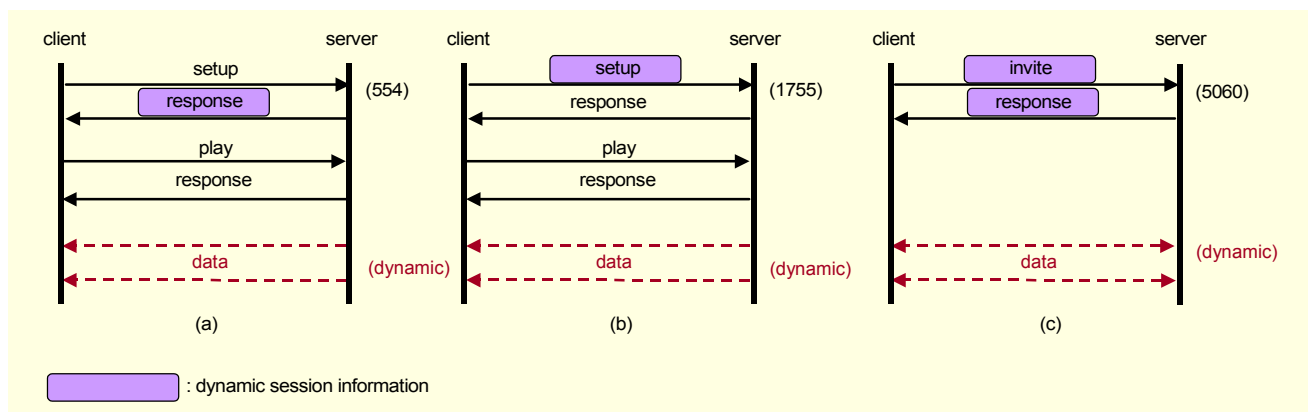 client server
setup
(554)
response
play
response
data
(dynamic)
(a)
client server
setup
(1755)
response
play
response
data
(dynamic)
(b)
client server
invite
(5060)
response
data
(dynamic)
(c)
: dynamic session information